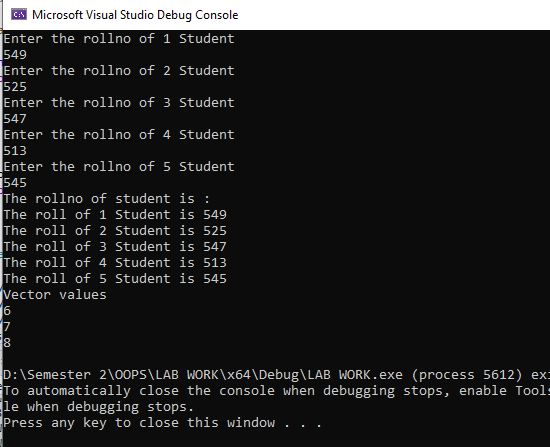 Microsoft Visual Studio Debug Console
Enter the rollno of 1 Student
549
Enter the rollno of 2 Student
525
Enter the rollno of 3 Student
547
Enter the rollno of 4 Student
513
Enter the rollno of 5 Student
545
The rollno of student is :
The roll of 1 Student is 549
The roll of 2 Student is 525
The roll of 3 Student is 547
The roll of 4 Student is 513
The roll of 5 Student is 545
Vector values
6
7
8
D:\Semester 2\OOPS\LAB WORK\x64\Debug\LAB WORK.exe (process 5612) exi
To automatically close the console when debugging stops, enable Tools
le when debugging stops.
Press any key to close this window . . .